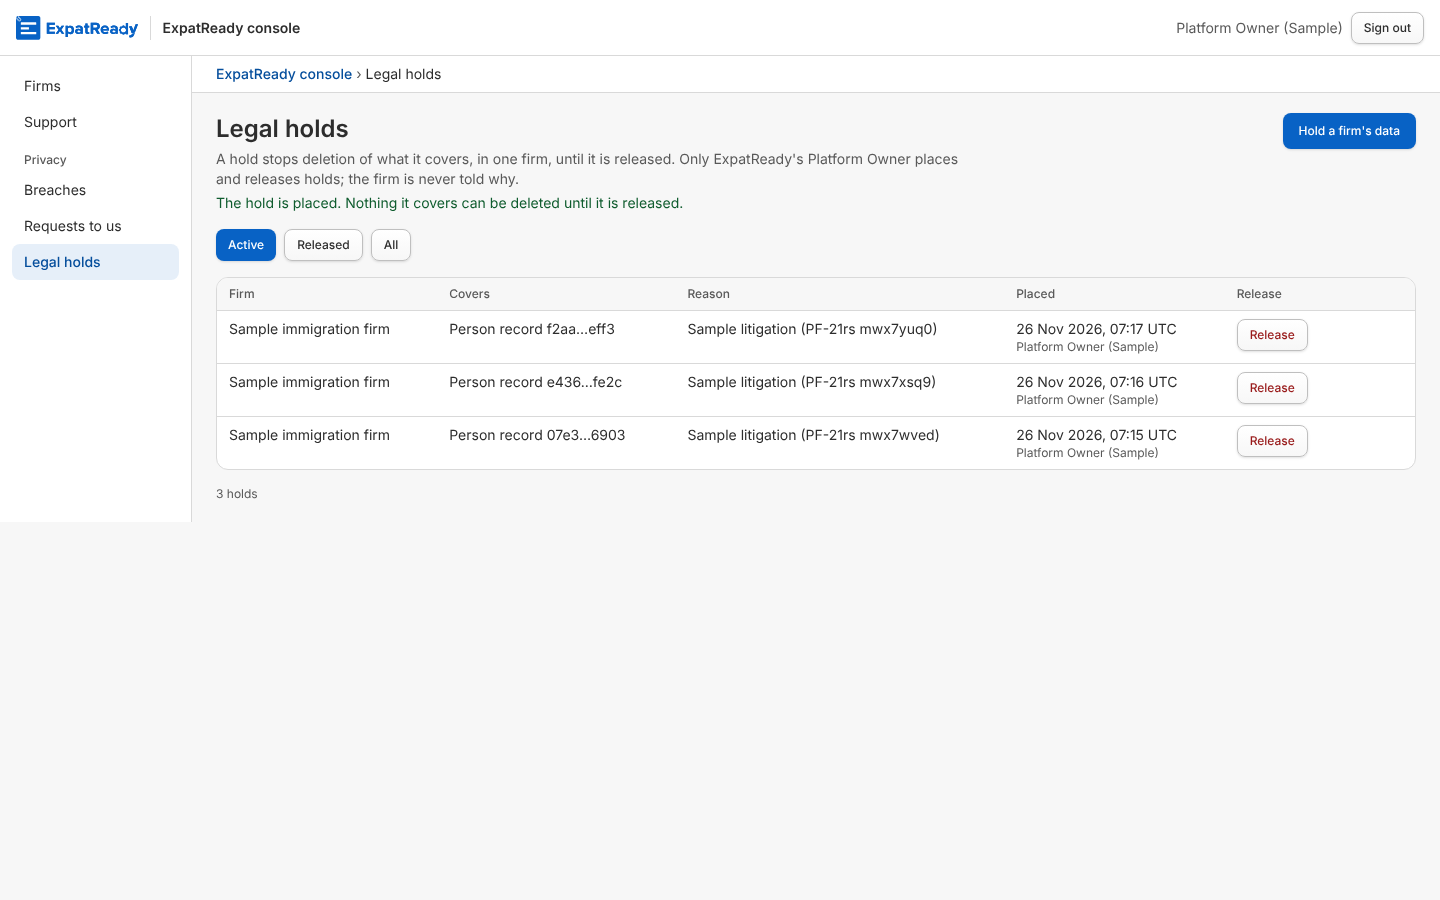 ExpatReady
ExpatReady console
Platform Owner (Sample)
Sign out
Firms
Support
Privacy
Breaches
Requests to us
Legal holds
ExpatReady console › Legal holds
Legal holds
Hold a firm's data
A hold stops deletion of what it covers, in one firm, until it is released. Only ExpatReady's Platform Owner places
and releases holds; the firm is never told why.
The hold is placed. Nothing it covers can be deleted until it is released.
Active
Released
All
Firm Covers Reason Placed Release
Sample immigration firm Person record f2aa…eff3 Sample litigation (PF-21rs mwx7yuq0) 26 Nov 2026, 07:17 UTC Release
Platform Owner (Sample)
Sample immigration firm Person record e436…fe2c Sample litigation (PF-21rs mwx7xsq9) 26 Nov 2026, 07:16 UTC Release
Platform Owner (Sample)
Sample immigration firm Person record 07e3…6903 Sample litigation (PF-21rs mwx7wved) 26 Nov 2026, 07:15 UTC Release
Platform Owner (Sample)
3 holds